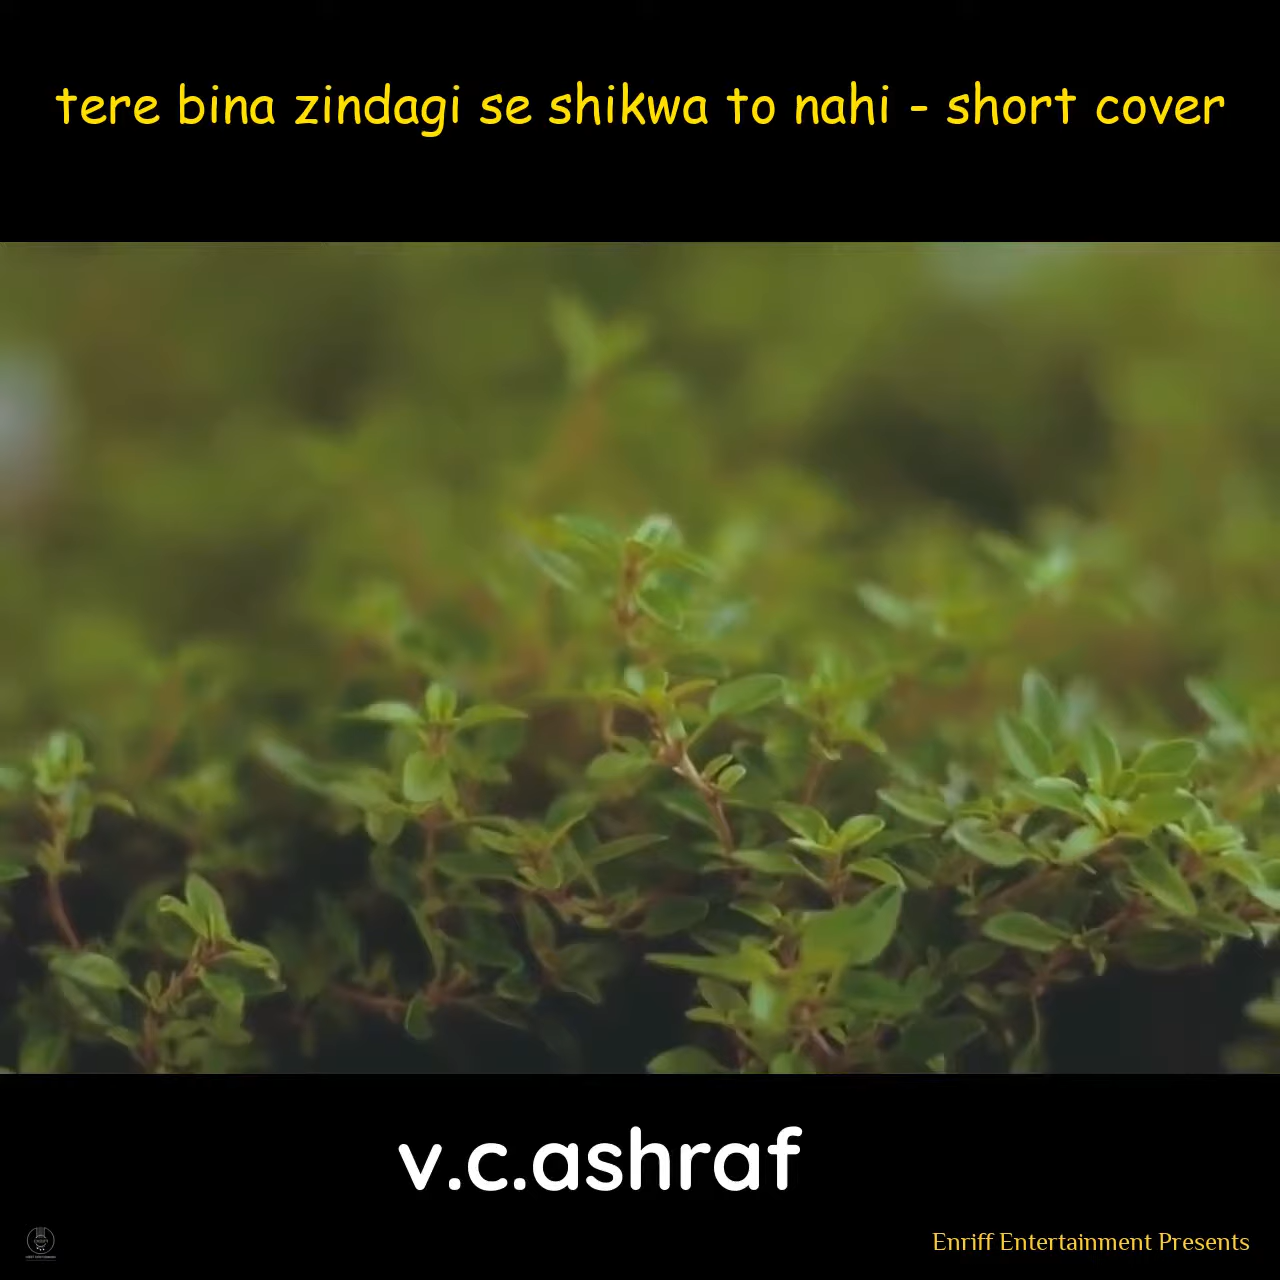 tere bina zindagi se shikwa to nahi - short cover
v.c.ashraf
Enriff Entertainment Presents